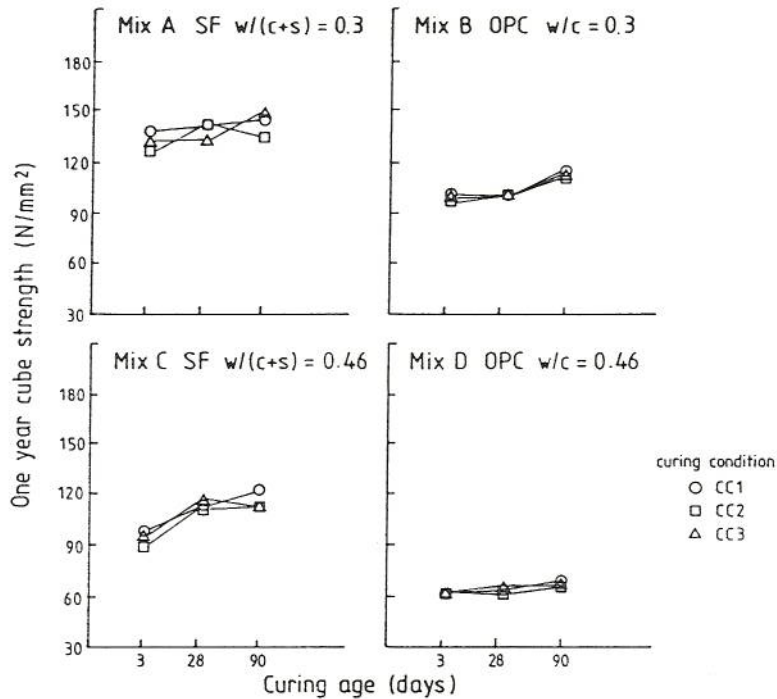 Mix A SF w/(c+s) = 0.3
Mix B OPC w/c = 0.3
180
150
120
90
60
30
Mix C SF w/(c+s) = 0.46
Mix D OPC w/c = 0.46
180
150
120
90
60
30
One year cube strength (N/mm²)
curing condition
○ CC1
□ CC2
△ CC3
3 28 90
3 28 90
Curing age (days)